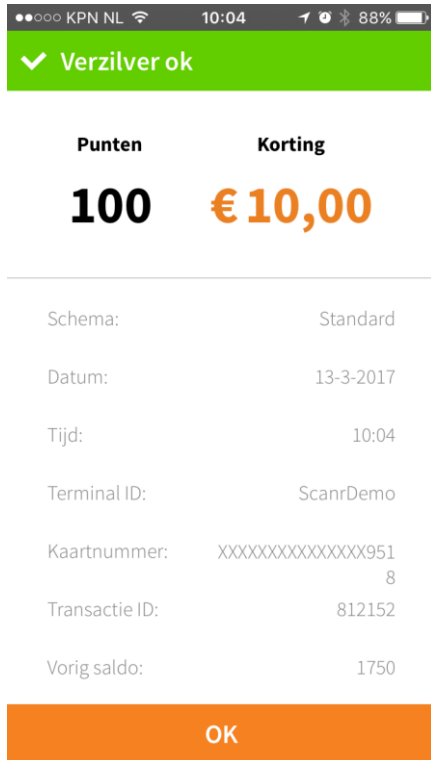 KPN NL 10:04 88%
Verzilver ok
Punten Korting
100 € 10,00
Schema: Standard
Datum: 13-3-2017
Tijd: 10:04
Terminal ID: ScanrDemo
Kaartnummer: XXXXXXXXXXXXXXX951
8
Transactie ID: 812152
Vorig saldo: 1750
OK